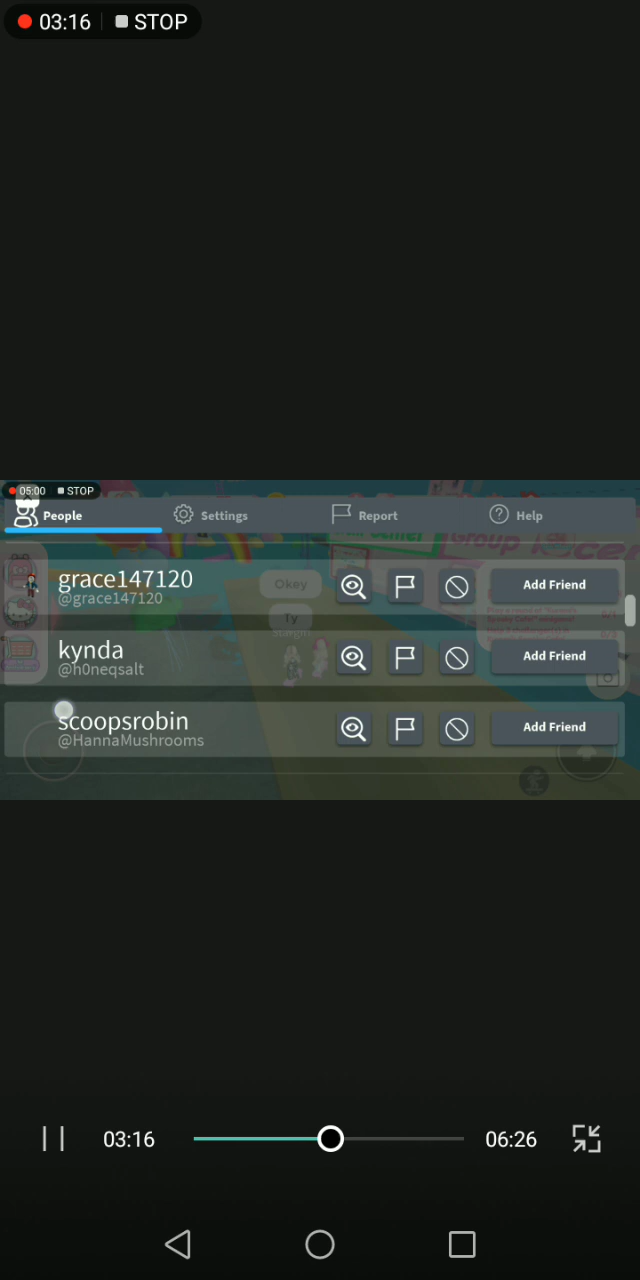 03:16 STOP
05:00 STOP
People Settings Report Help
grace147120
@grace147120
Add Friend
Okey
Ty
kynda
@h0neqsalt
Add Friend
scoopsrobin
@HannaMushrooms
Add Friend
03:16 06:26